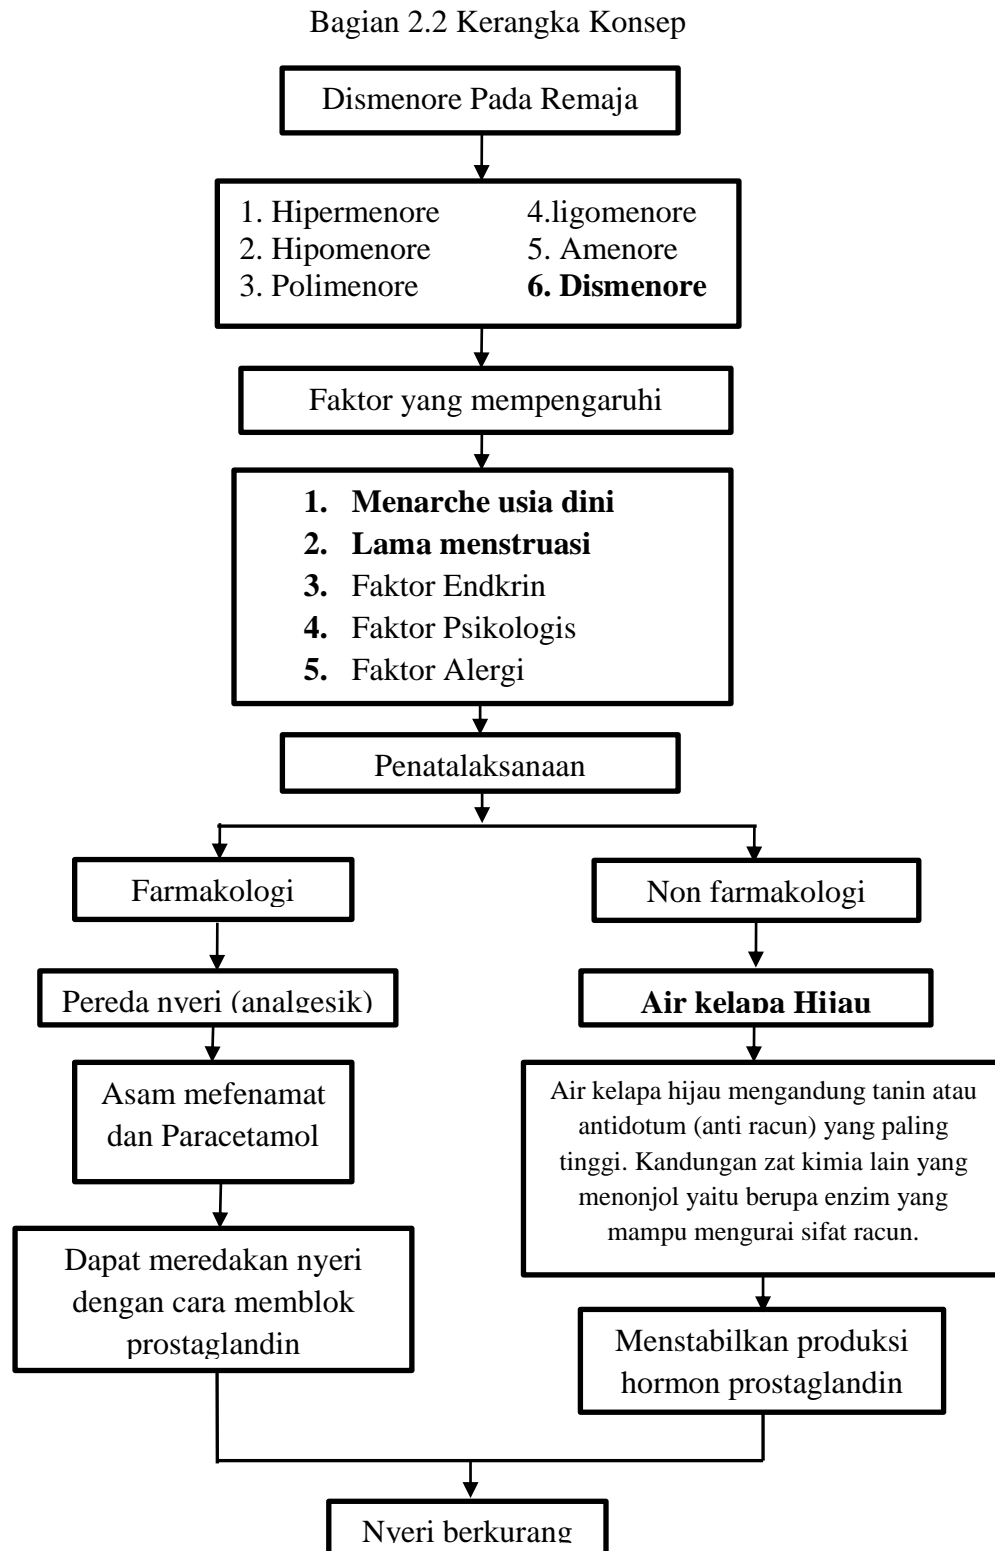 Bagian 2.2 Kerangka Konsep
Dismenore Pada Remaja
1. Hipermenore 4.ligomenore
2. Hipomenore 5. Amenore
3. Polimenore 6. Dismenore
Faktor yang mempengaruhi
1. Menarche usia dini
2. Lama menstruasi
3. Faktor Endkrin
4. Faktor Psikologis
5. Faktor Alergi
Penatalaksanaan
Farmakologi
Non farmakologi
Pereda nyeri (analgesik)
Air kelapa Hijau
Asam mefenamat
dan Paracetamol
Air kelapa hijau mengandung tanin atau
antidotum (anti racun) yang paling
tinggi. Kandungan zat kimia lain yang
menonjol yaitu berupa enzim yang
mampu mengurai sifat racun.
Dapat meredakan nyeri
dengan cara memblok
prostaglandin
Menstabilkan produksi
hormon prostaglandin
Nyeri berkurang